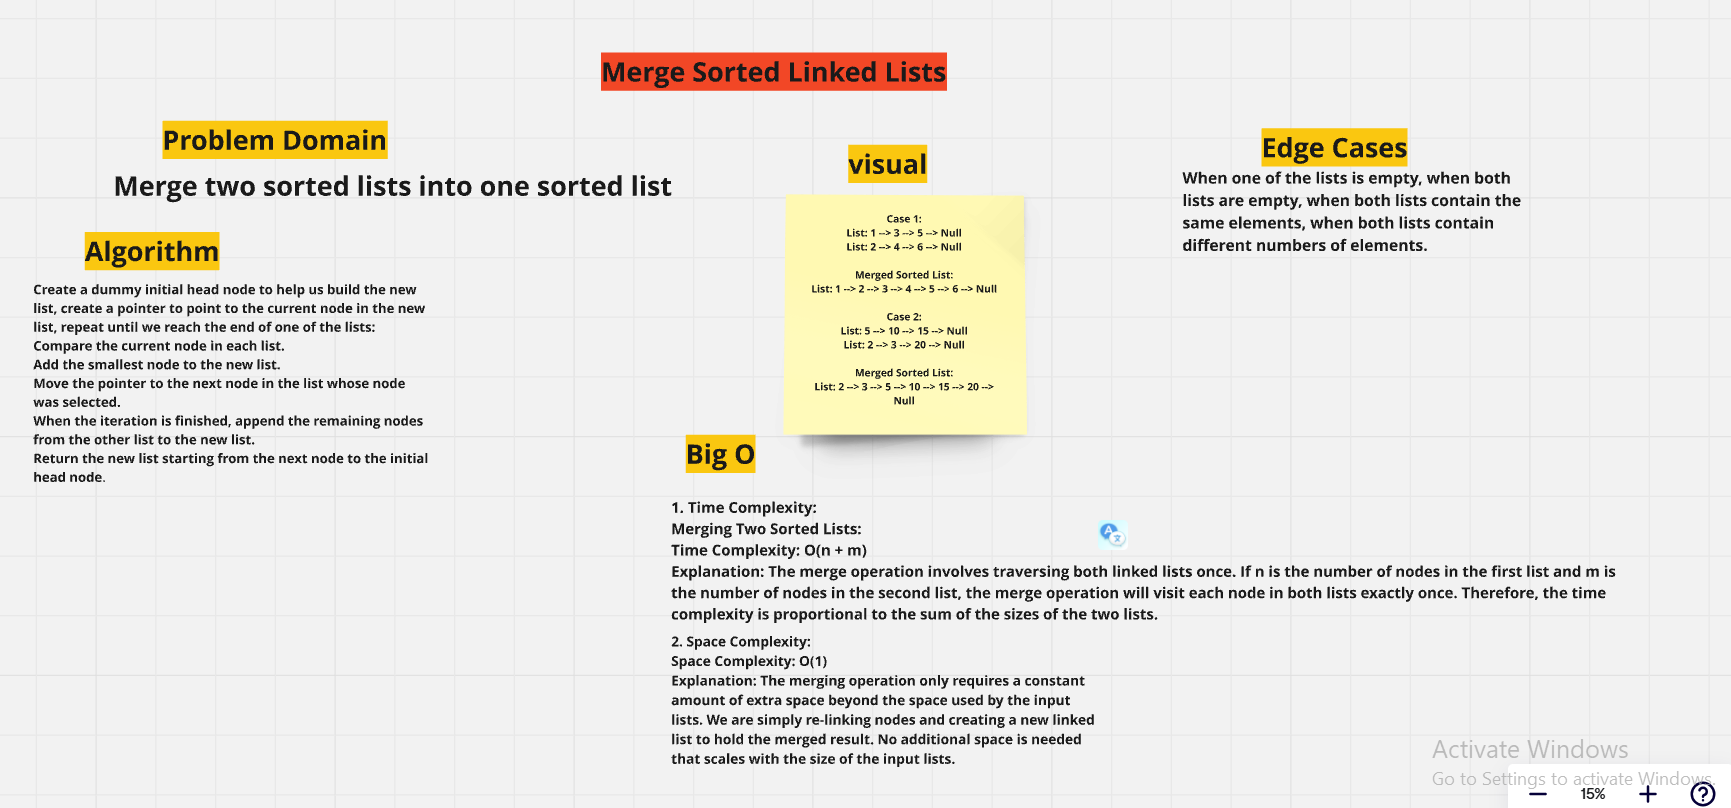 Merge Sorted Linked Lists
Problem Domain
Merge two sorted lists into one sorted list
Algorithm
Create a dummy initial head node to help us build the new
list, create a pointer to point to the current node in the new
list, repeat until we reach the end of one of the lists:
Compare the current node in each list.
Add the smallest node to the new list.
Move the pointer to the next node in the list whose node
was selected.
When the iteration is finished, append the remaining nodes
from the other list to the new list.
Return the new list starting from the next node to the initial
head node.
visual
Case 1:
List: 1 --> 3 --> 5 --> Null
List: 2 --> 4 --> 6 --> Null
Merged Sorted List:
List: 1 --> 2 --> 3 --> 4 --> 5 --> 6 --> Null
Case 2:
List: 5 --> 10 --> 15 --> Null
List: 2 --> 3 --> 20 --> Null
Merged Sorted List:
List: 2 --> 3 --> 5 --> 10 --> 15 --> 20 -->
Null
Edge Cases
When one of the lists is empty, when both
lists are empty, when both lists contain the
same elements, when both lists contain
different numbers of elements.
Big O
1. Time Complexity:
Merging Two Sorted Lists:
Time Complexity: O(n + m)
Explanation: The merge operation involves traversing both linked lists once. If n is the number of nodes in the first list and m is
the number of nodes in the second list, the merge operation will visit each node in both lists exactly once. Therefore, the time
complexity is proportional to the sum of the sizes of the two lists.
2. Space Complexity:
Space Complexity: O(1)
Explanation: The merging operation only requires a constant
amount of extra space beyond the space used by the input
lists. We are simply re-linking nodes and creating a new linked
list to hold the merged result. No additional space is needed
that scales with the size of the input lists.
Activate Windows
Go to Settings to activate Windows.
15%